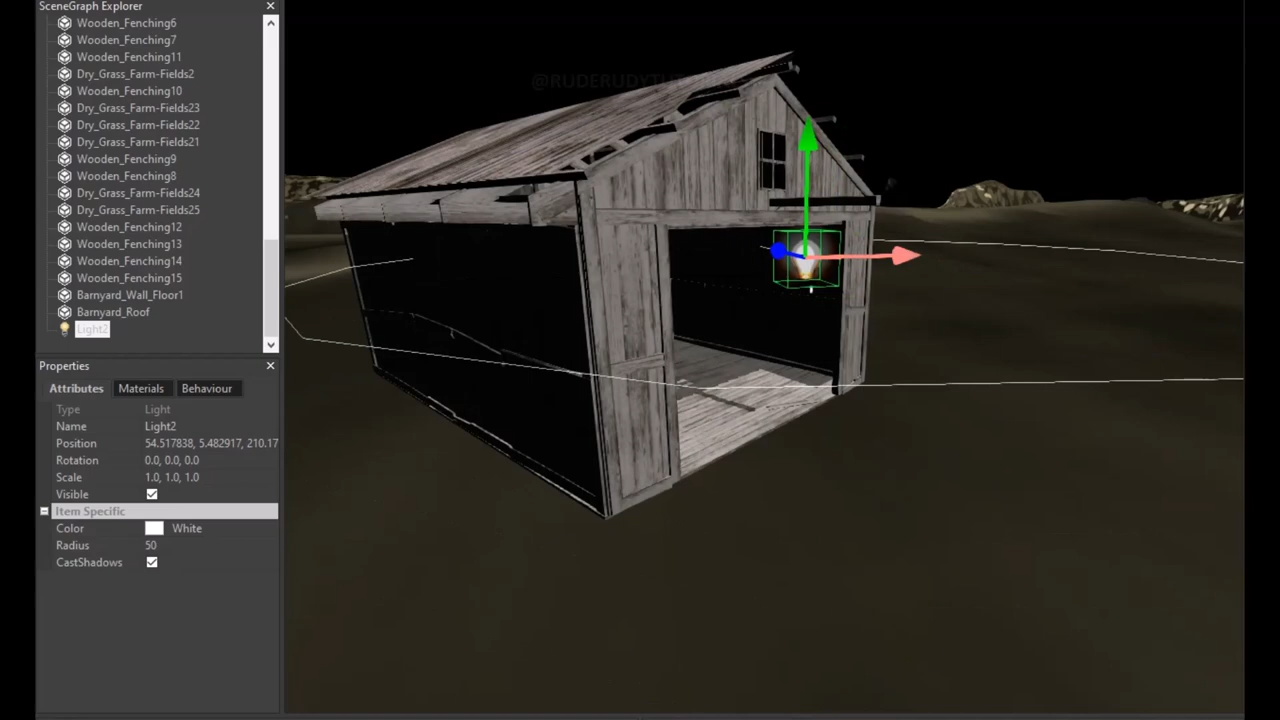 SceneGraph Explorer
Wooden_Fenching6
Wooden_Fenching7
Wooden_Fenching11
Dry_Grass_Farm-Fields2
Wooden_Fenching10
Dry_Grass_Farm-Fields23
Dry_Grass_Farm-Fields22
Dry_Grass_Farm-Fields21
Wooden_Fenching9
Wooden_Fenching8
Dry_Grass_Farm-Fields24
Dry_Grass_Farm-Fields25
Wooden_Fenching12
Wooden_Fenching13
Wooden_Fenching14
Wooden_Fenching15
Barnyard_Wall_Floor1
Barnyard_Roof
Light2
Properties
Attributes Materials Behaviour
Type Light
Name Light2
Position 54.517838, 5.482917, 210.17
Rotation 0.0, 0.0, 0.0
Scale 1.0, 1.0, 1.0
Visible
Item Specific
Color White
Radius 50
CastShadows